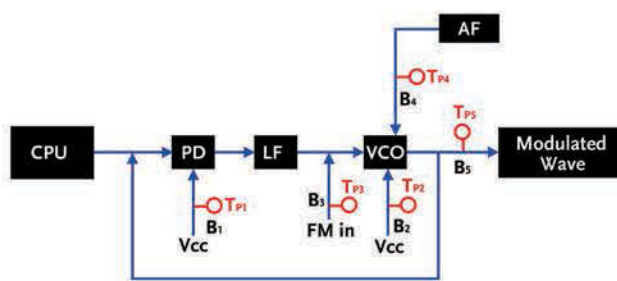 AF
TP4
B4
TP5
CPU
PD
LF
VCO
Modulated
Wave
B5
B3
TP3
TP2
TP1
B1
FM in
B2
Vcc
Vcc